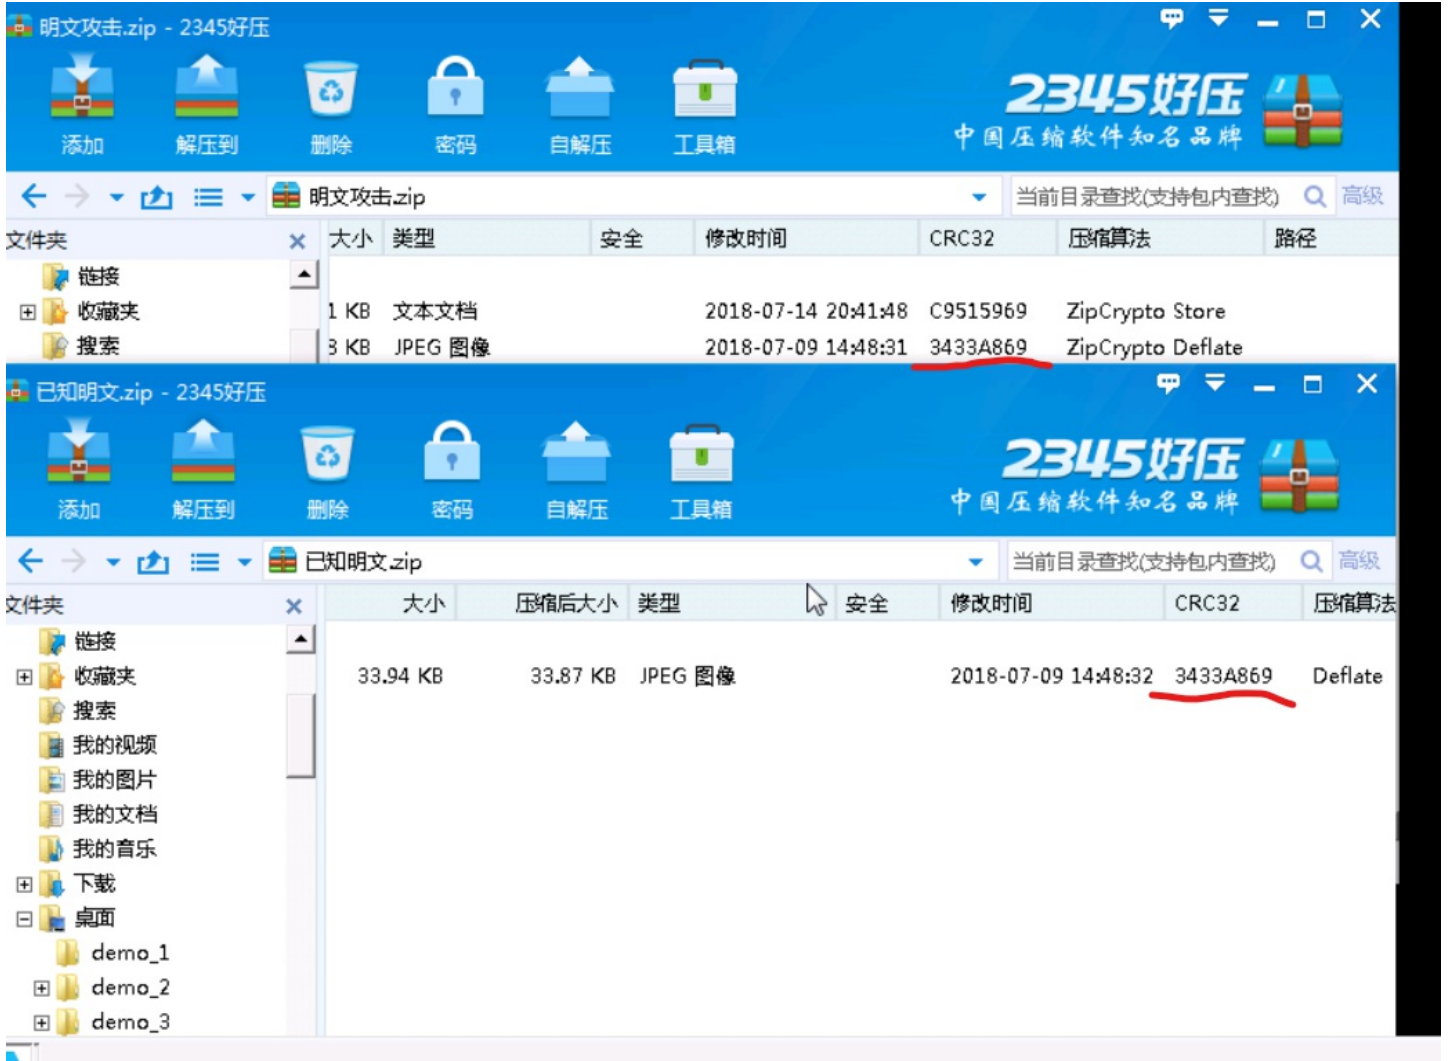 明文攻击.zip - 2345好压
添加 解压到 删除 密码 自解压 工具箱
2345好压
中国压缩软件知名品牌
明文攻击.zip 当前目录查找(支持包内查找) 高级
文件夹 大小 类型 安全 修改时间 CRC32 压缩算法 路径
链接
收藏夹 1 KB 文本文档 2018-07-14 20:41:48 C9515969 ZipCrypto Store
搜索 3 KB JPEG 图像 2018-07-09 14:48:31 3433A869 ZipCrypto Deflate
已知明文.zip - 2345好压
添加 解压到 删除 密码 自解压 工具箱
2345好压
中国压缩软件知名品牌
已知明文.zip 当前目录查找(支持包内查找) 高级
文件夹 大小 压缩后大小 类型 安全 修改时间 CRC32 压缩算法
链接
收藏夹 33.94 KB 33.87 KB JPEG 图像 2018-07-09 14:48:32 3433A869 Deflate
搜索
我的视频
我的图片
我的文档
我的音乐
下载
桌面
demo_1
demo_2
demo_3